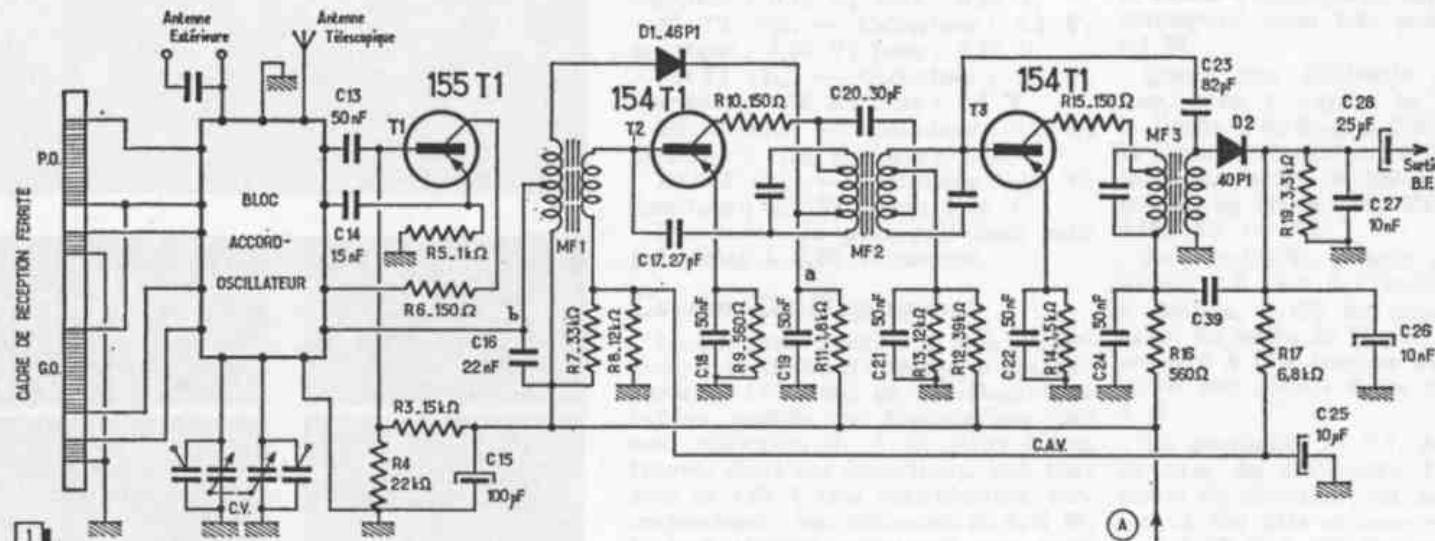 Antenne
Extérieure
Antenne
Télescopique
CADRE DE RECEPTION FERRITE
P.O.
G.O.
BLOC
ACCORD-
OSCILLATEUR
C.V.
C13
50nF
C14
15nF
155 T1
T1
R5_1kΩ
R6_150Ω
b
C16
22nF
R3_15kΩ
R4
22kΩ
C15
100µF
D1_46P1
MF1
154 T1
T2
R10_150Ω
C20_30pF
C17_27pF
MF2
a
R7_33kΩ
R8_12kΩ
C18
50nF
R9_560Ω
C19
50nF
R11_1,8kΩ
C21
50nF
R13_12kΩ
R12_39kΩ
154 T1
T3
R15_150Ω
C22
50nF
R14_1,5kΩ
C24
50nF
MF3
C23
82pF
D2
40P1
C28
25µF
Sortie
B.F.
R19_3,3kΩ
C27
10nF
C39
R16
560Ω
R17
6,8kΩ
C26
10nF
C25
10µF
C.A.V.
A
1